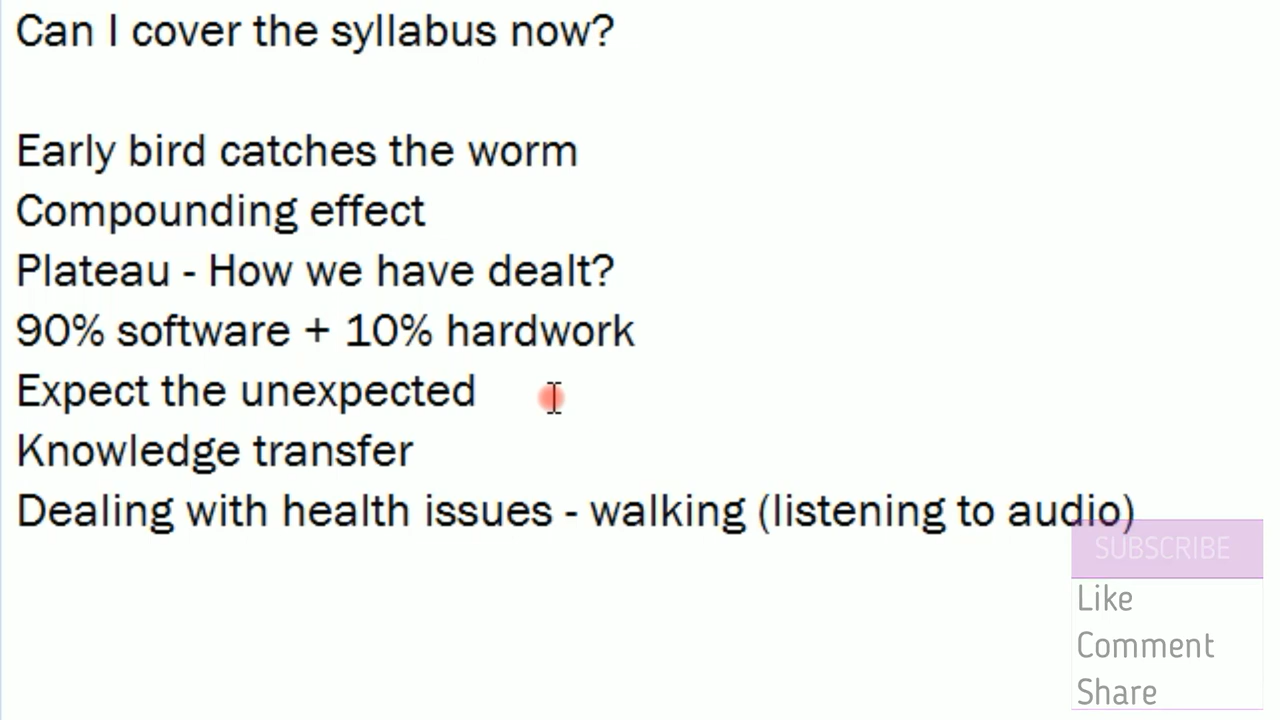 Can I cover the syllabus now?
Early bird catches the worm
Compounding effect
Plateau - How we have dealt?
90% software + 10% hardwork
Expect the unexpected
Knowledge transfer
Dealing with health issues - walking (listening to audio)
SUBSCRIBE
Like
Comment
Share